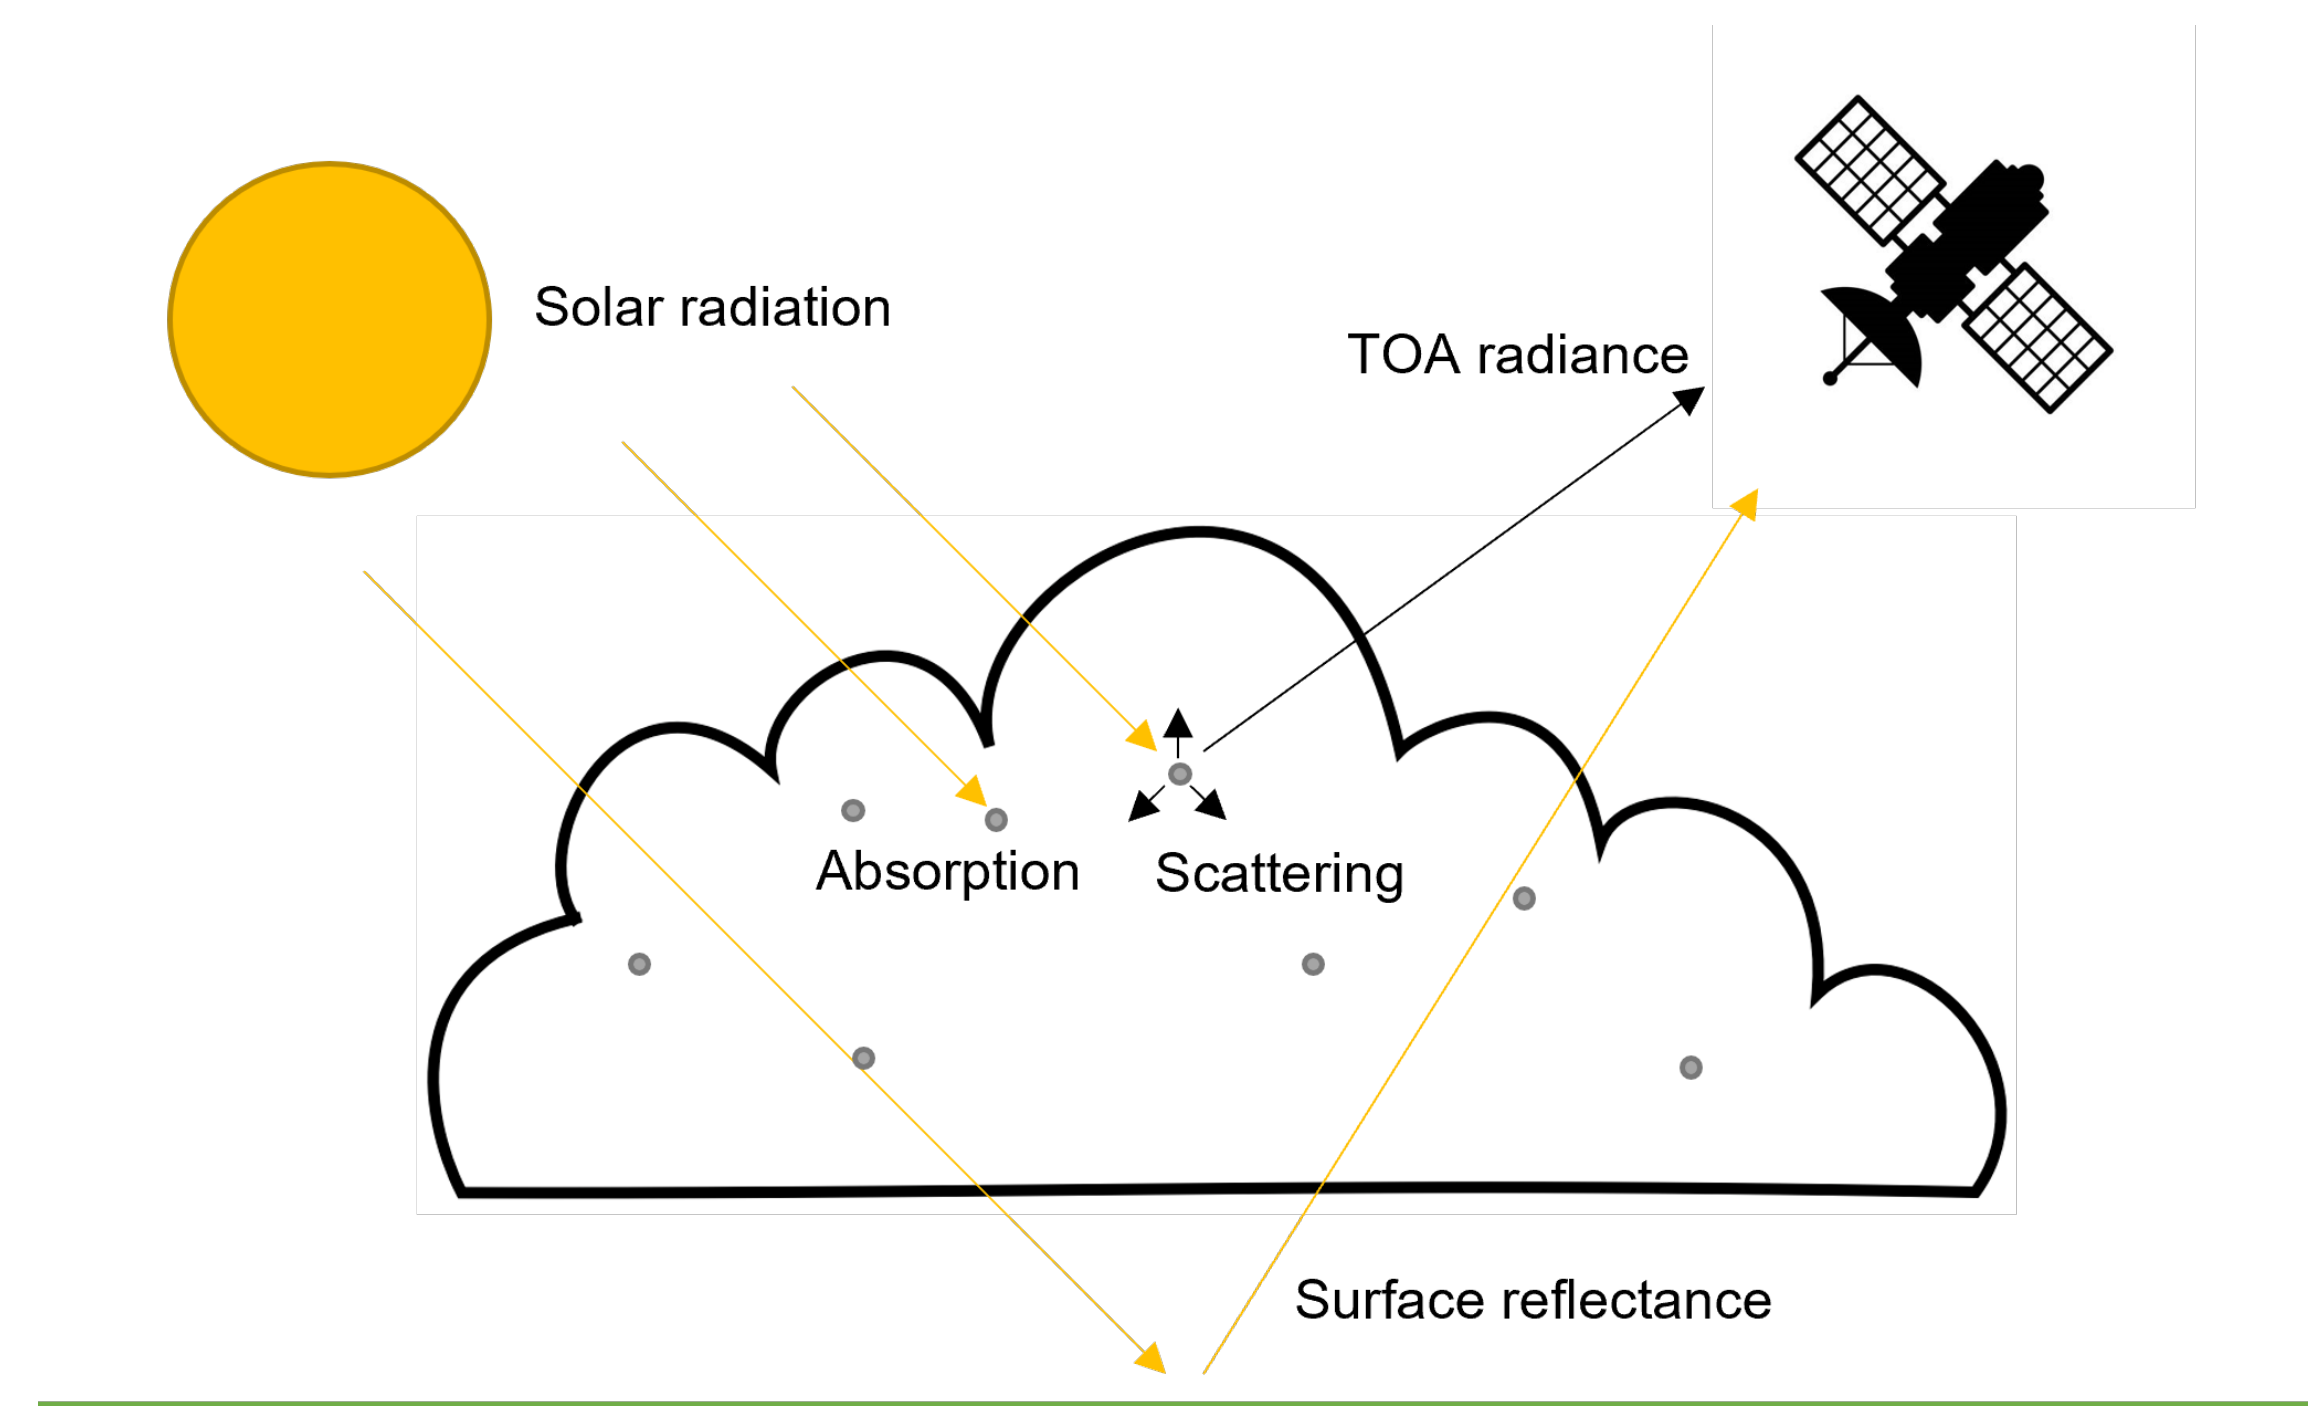 Solar radiation
TOA radiance
Absorption
Scattering
Surface reflectance